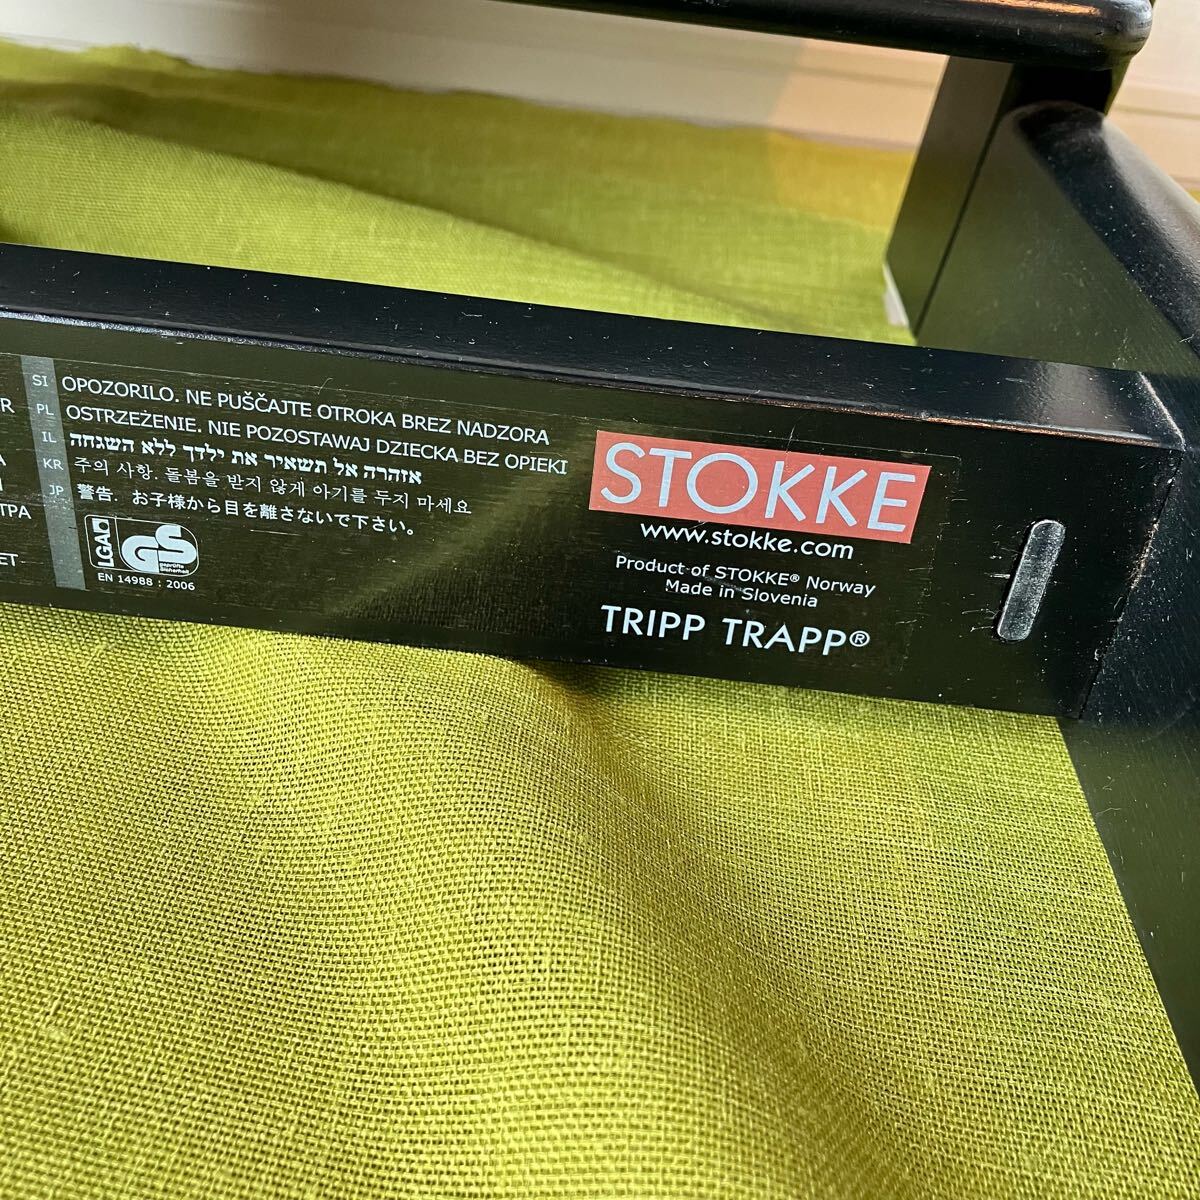 SI OPOZORILO. NE PUŠČAJTE OTROKA BREZ NADZORA
PL OSTRZEŻENIE. NIE POZOSTAWAJ DZIECKA BEZ OPIEKI
IL אזהרה אל תשאיר את ילדך ללא השגחה
KR 주의 사항. 돌봄을 받지 않게 아기를 두지 마세요
JP 警告. お子様から目を離さないで下さい。
LGA
GS
geprüfte
Sicherheit
EN 14988 : 2006
R
A
TPA
ET
STOKKE
www.stokke.com
Product of STOKKE® Norway
Made in Slovenia
TRIPP TRAPP®